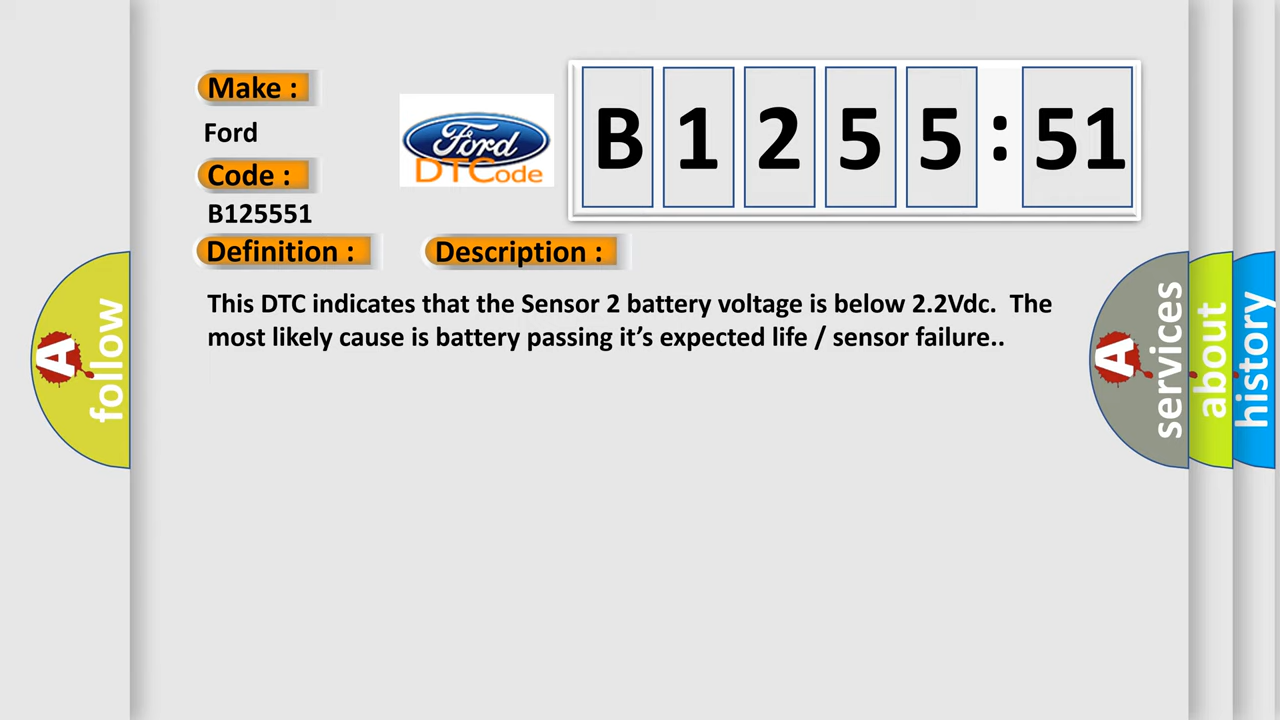 Make :
Ford
Code :
B125551
Ford
DTCode
B 1 2 5 5 : 51
Definition :
Description :
This DTC indicates that the Sensor 2 battery voltage is below 2.2Vdc.  The
most likely cause is battery passing it’s expected life / sensor failure..
A follow
A services
about
history